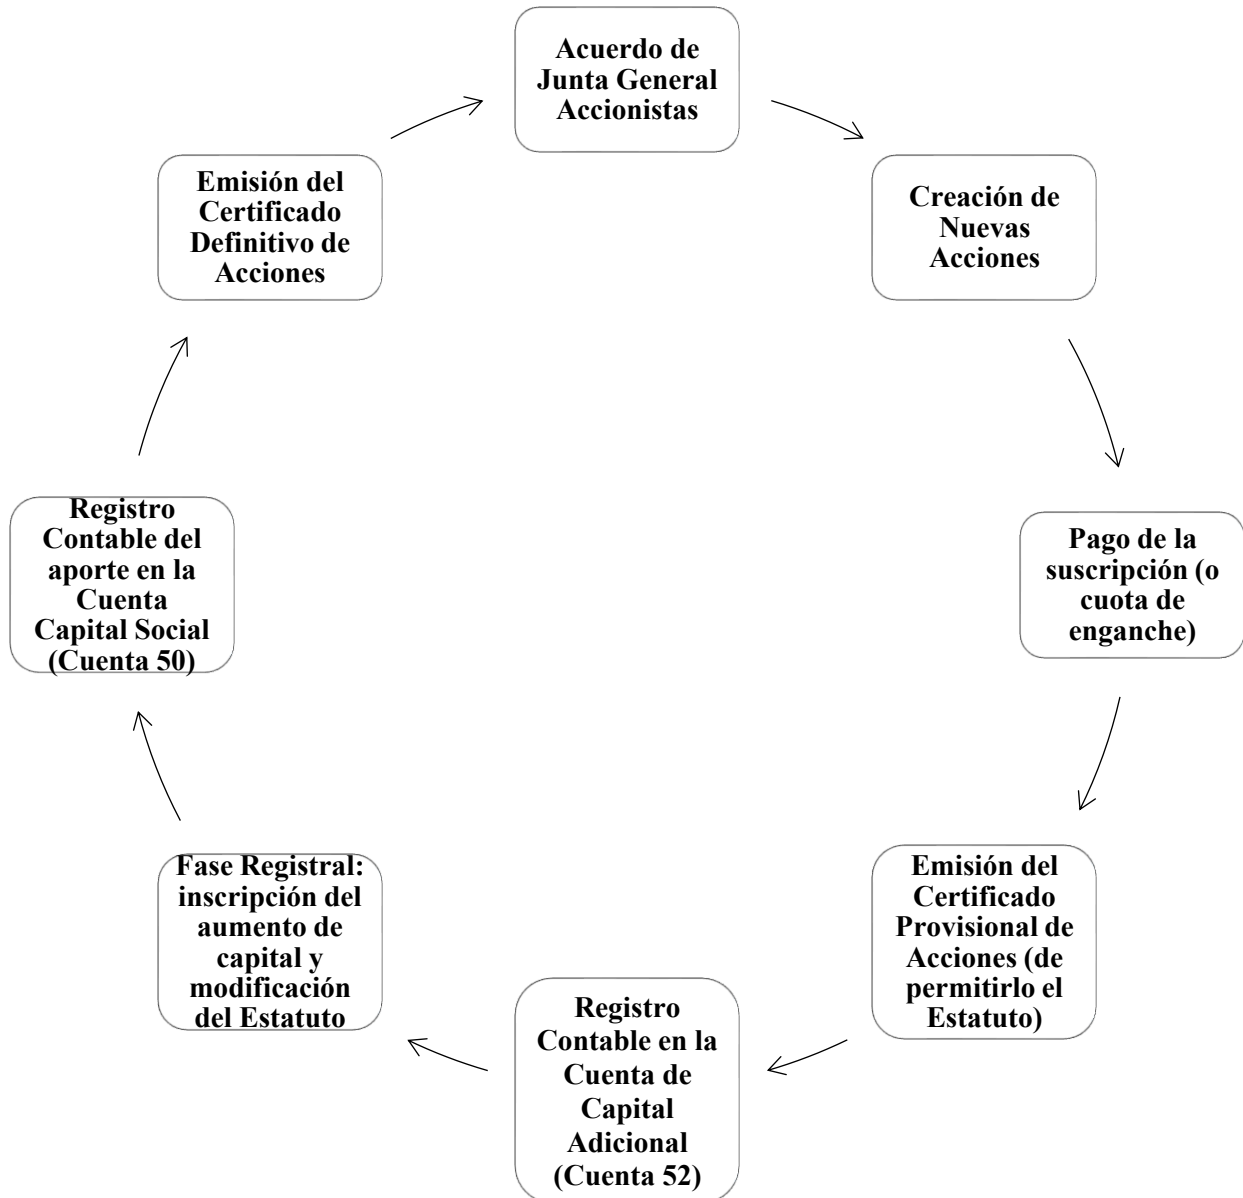 Acuerdo de
Junta General
Accionistas
Creación de
Nuevas
Acciones
Pago de la
suscripción (o
cuota de
enganche)
Emisión del
Certificado
Provisional de
Acciones (de
permitirlo el
Estatuto)
Registro
Contable en la
Cuenta de
Capital
Adicional
(Cuenta 52)
Fase Registral:
inscripción del
aumento de
capital y
modificación
del Estatuto
Registro
Contable del
aporte en la
Cuenta
Capital Social
(Cuenta 50)
Emisión del
Certificado
Definitivo de
Acciones